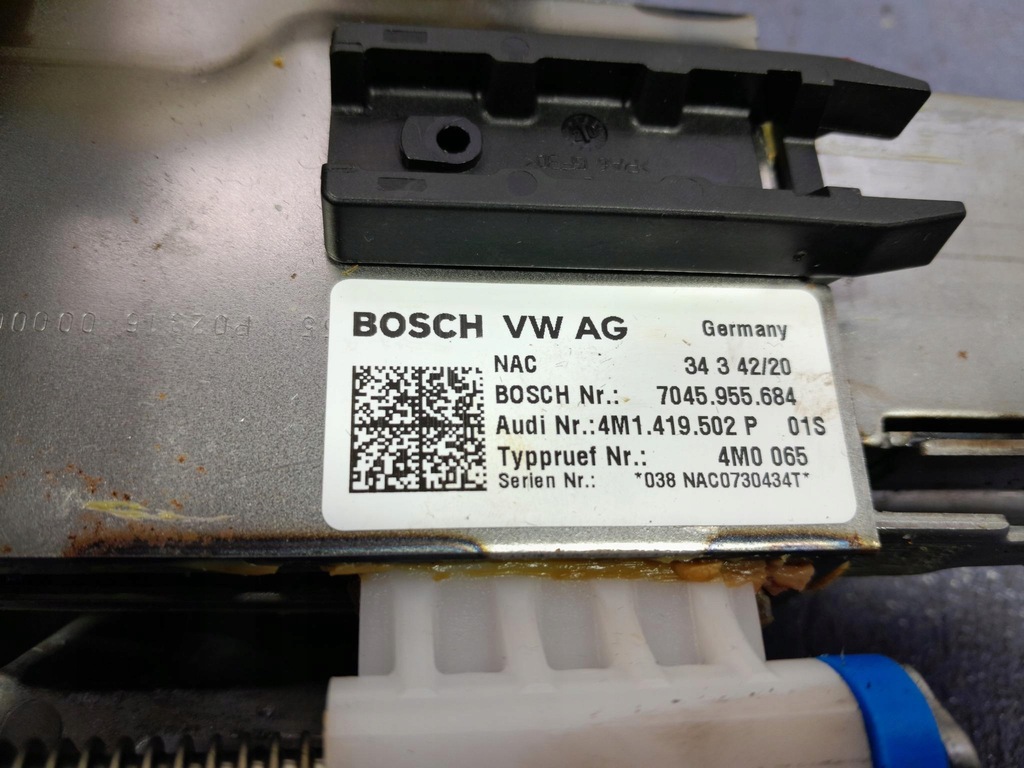 BOSCH VW AG Germany
NAC 34 3 42/20
BOSCH Nr.: 7045.955.684
Audi Nr.:4M1.419.502 P 01S
Typpruef Nr.: 4M0 065
Serien Nr.: *038 NAC0730434T*